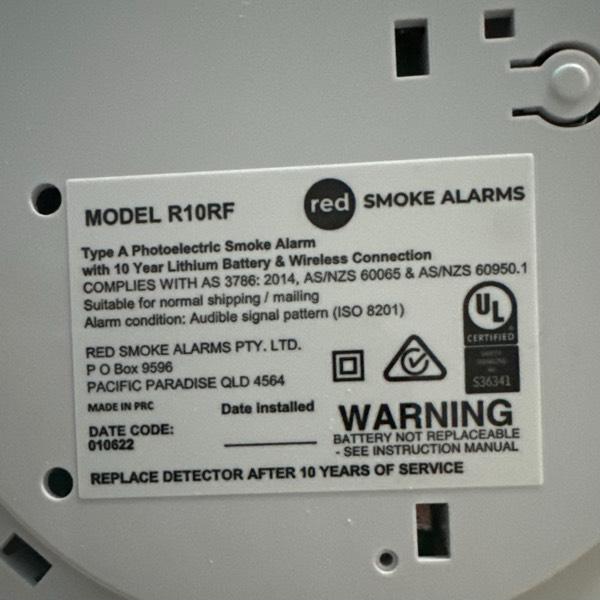 MODEL R10RF
red SMOKE ALARMS
Type A Photoelectric Smoke Alarm
with 10 Year Lithium Battery & Wireless Connection
COMPLIES WITH AS 3786: 2014, AS/NZS 60065 & AS/NZS 60950.1
Suitable for normal shipping / mailing
Alarm condition: Audible signal pattern (ISO 8201)
UL
CERTIFIED
S36341
RED SMOKE ALARMS PTY. LTD.
P O Box 9596
PACIFIC PARADISE QLD 4564
MADE IN PRC
Date Installed
DATE CODE:
010622
WARNING
BATTERY NOT REPLACEABLE
- SEE INSTRUCTION MANUAL
REPLACE DETECTOR AFTER 10 YEARS OF SERVICE